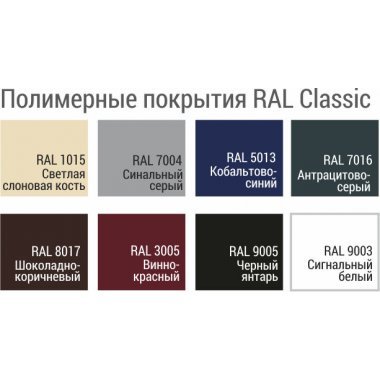 Полимерные покрытия RAL Classic
RAL 1015
Светлая
слоновая кость
RAL 7004
Синальный
серый
RAL 5013
Кобальтово-
синий
RAL 7016
Антрацитово-
серый
RAL 8017
Шоколадно-
коричневый
RAL 3005
Винно-
красный
RAL 9005
Черный
янтарь
RAL 9003
Сигнальный
белый